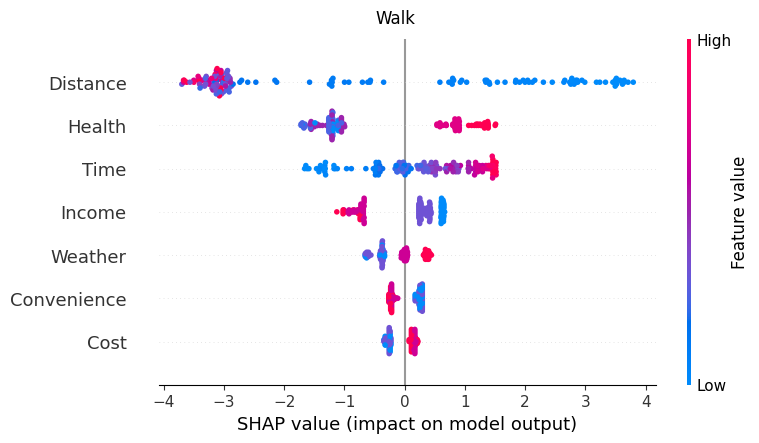 Walk
High
Distance
Health
Time
Income
Weather
Convenience
Cost
Feature value
Low
−4 −3 −2 −1 0 1 2 3 4
SHAP value (impact on model output)